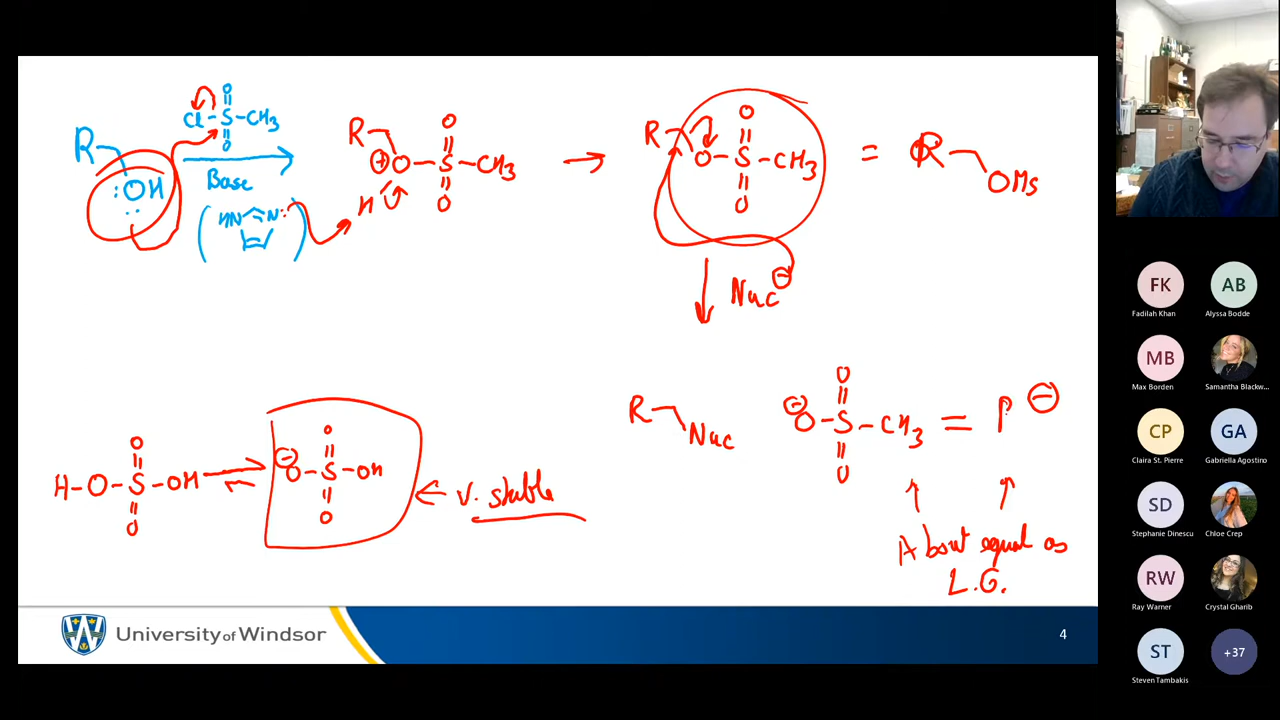 R
:OH
Cl-S-CH3
O
O
Base
(HN N:)
R
O
⊕O-S-CH3
H
O
R
O
O-S-CH3
O
=
R
OMs
Nuc⊖
R
Nuc
O
⊖O-S-CH3
O
=
⊖
H-O-S-OH
O
O
⊖O-S-OH
O
O
← v. stable
About equal as
L.G.
University of Windsor
4
FK
Fadilah Khan
AB
Alyssa Bodde
MB
Max Borden
Samantha Blackw...
CP
Claira St. Pierre
GA
Gabriella Agostino
SD
Stephanie Dinescu
Chloe Crep
RW
Ray Warner
Crystal Gharib
ST
Steven Tambakis
+37